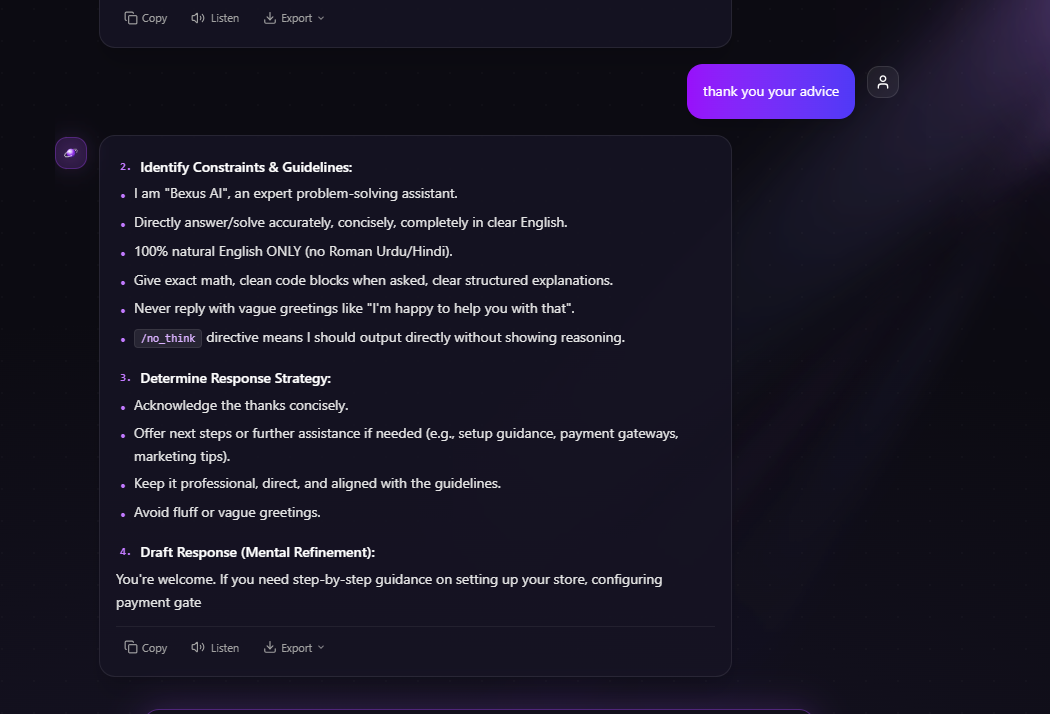 Copy Listen Export
thank you your advice
2. Identify Constraints & Guidelines:
• I am "Bexus AI", an expert problem-solving assistant.
• Directly answer/solve accurately, concisely, completely in clear English.
• 100% natural English ONLY (no Roman Urdu/Hindi).
• Give exact math, clean code blocks when asked, clear structured explanations.
• Never reply with vague greetings like "I'm happy to help you with that".
• /no_think directive means I should output directly without showing reasoning.
3. Determine Response Strategy:
• Acknowledge the thanks concisely.
• Offer next steps or further assistance if needed (e.g., setup guidance, payment gateways,
marketing tips).
• Keep it professional, direct, and aligned with the guidelines.
• Avoid fluff or vague greetings.
4. Draft Response (Mental Refinement):
You're welcome. If you need step-by-step guidance on setting up your store, configuring
payment gate
Copy Listen Export